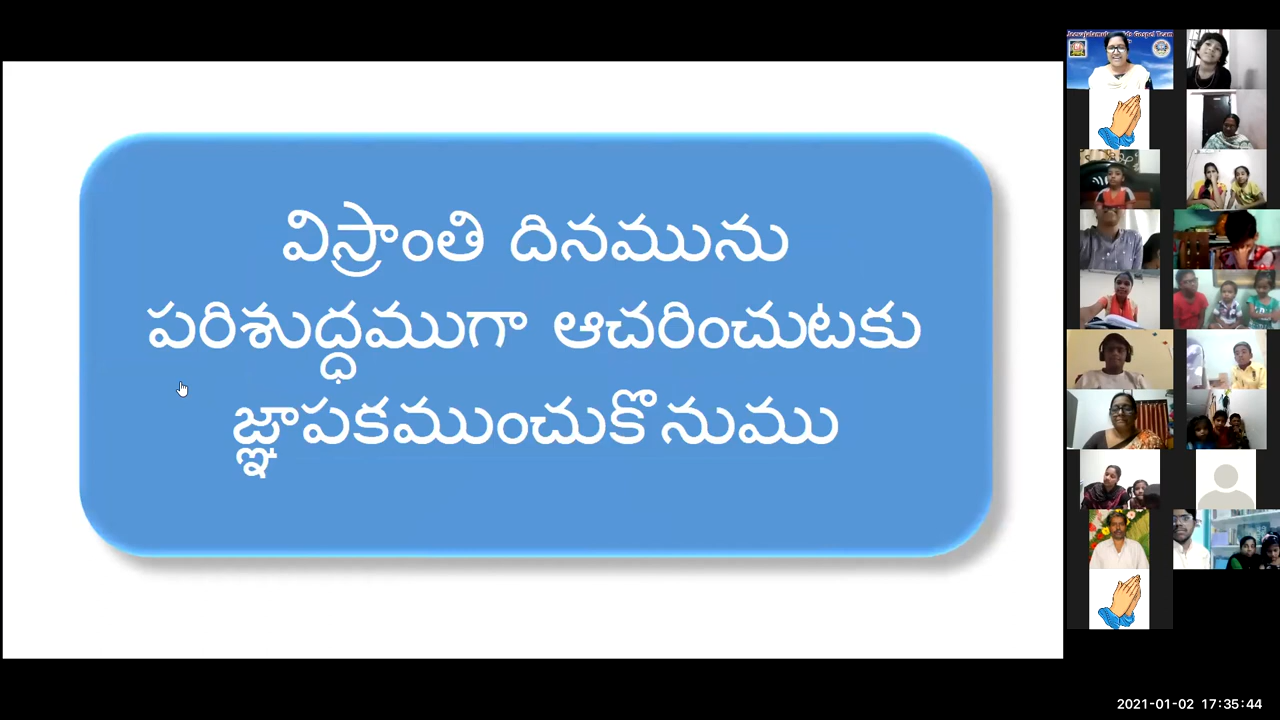 విస్రాంతి దినమును
పరిశుద్ధముగా ఆచరించుటకు
జ్ఞాపకముంచుకొనుము
2021-01-02 17:35:44